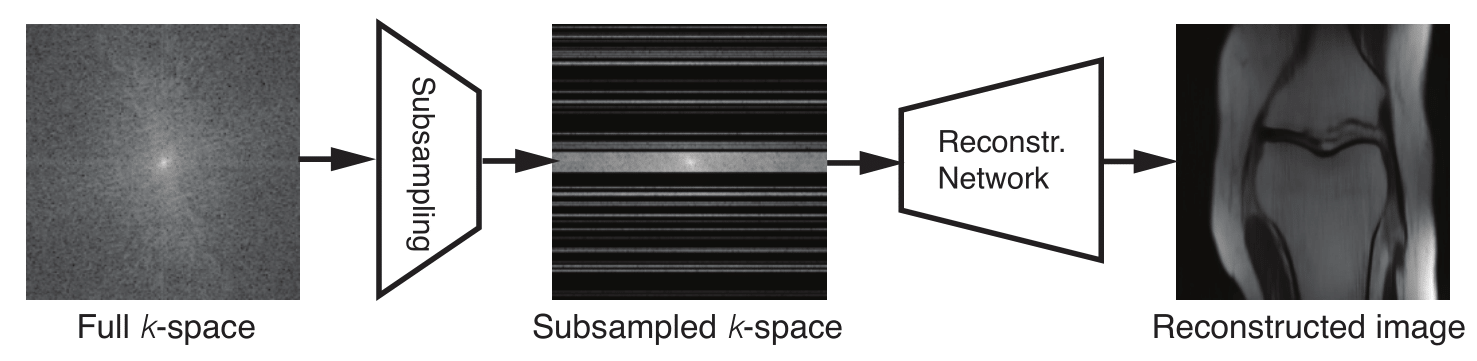 Subsampling
Reconstr.
Network
Full k-space
Subsampled k-space
Reconstructed image